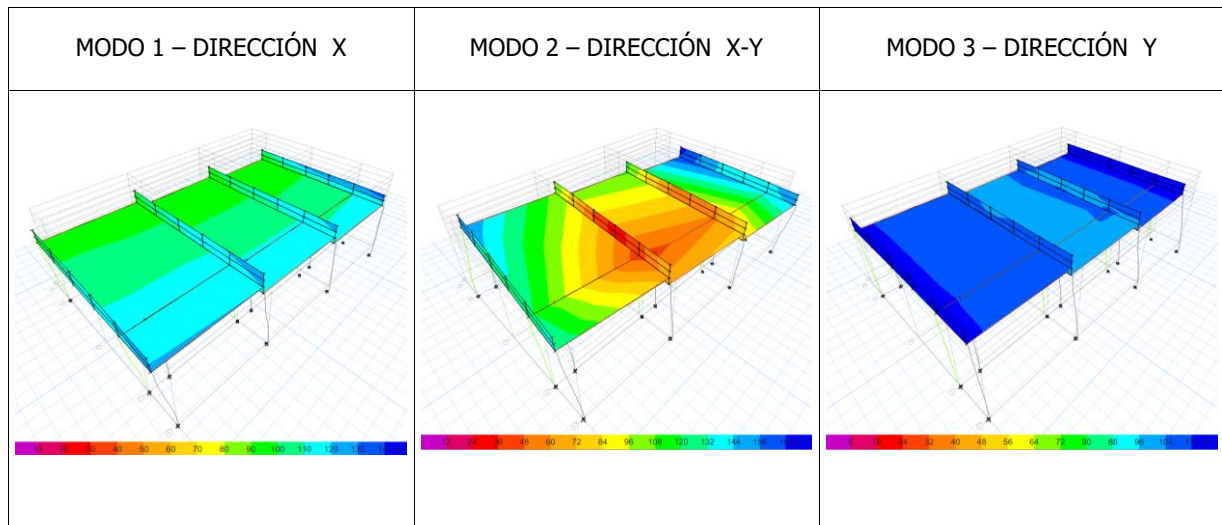 MODO 1 – DIRECCIÓN X
MODO 2 – DIRECCIÓN X-Y
MODO 3 – DIRECCIÓN Y
10 20 30 40 50 60 70 80 90 100 110 120 130
12 24 36 48 60 72 84 96 108 120 132 144 156
8 16 24 32 40 48 56 64 72 80 88 96 104